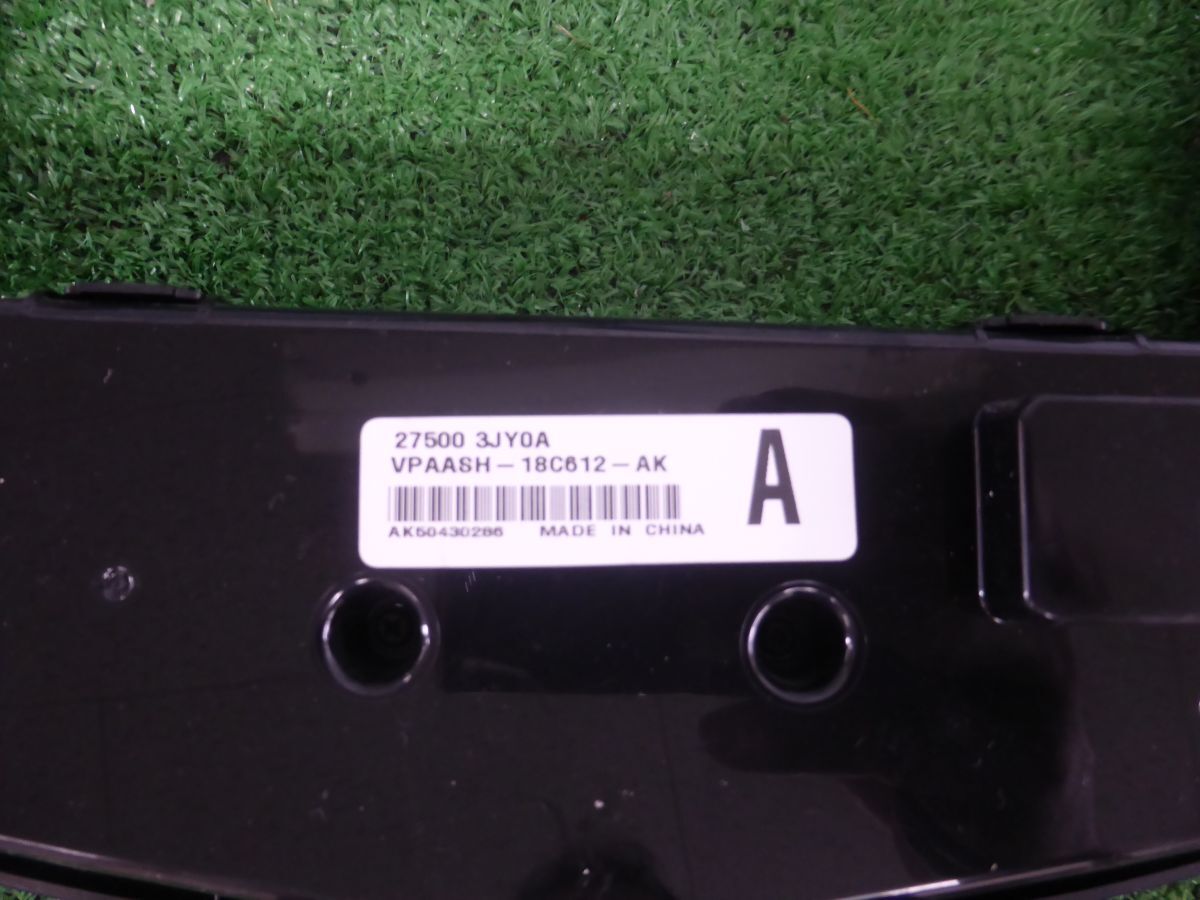 27500 3JY0A
VPAASH-18C612-AK
A
AK50430286 MADE IN CHINA